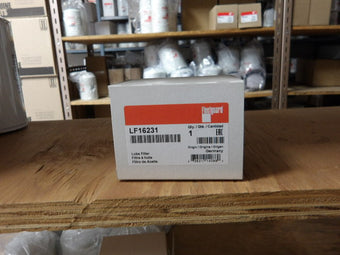 Fleetguard
LF16231
Qty. / Qté. / Cantidad
1
Lube Filter
Filtre à huile
Filtro de Aceite
Origin / Origine / Origen
Germany